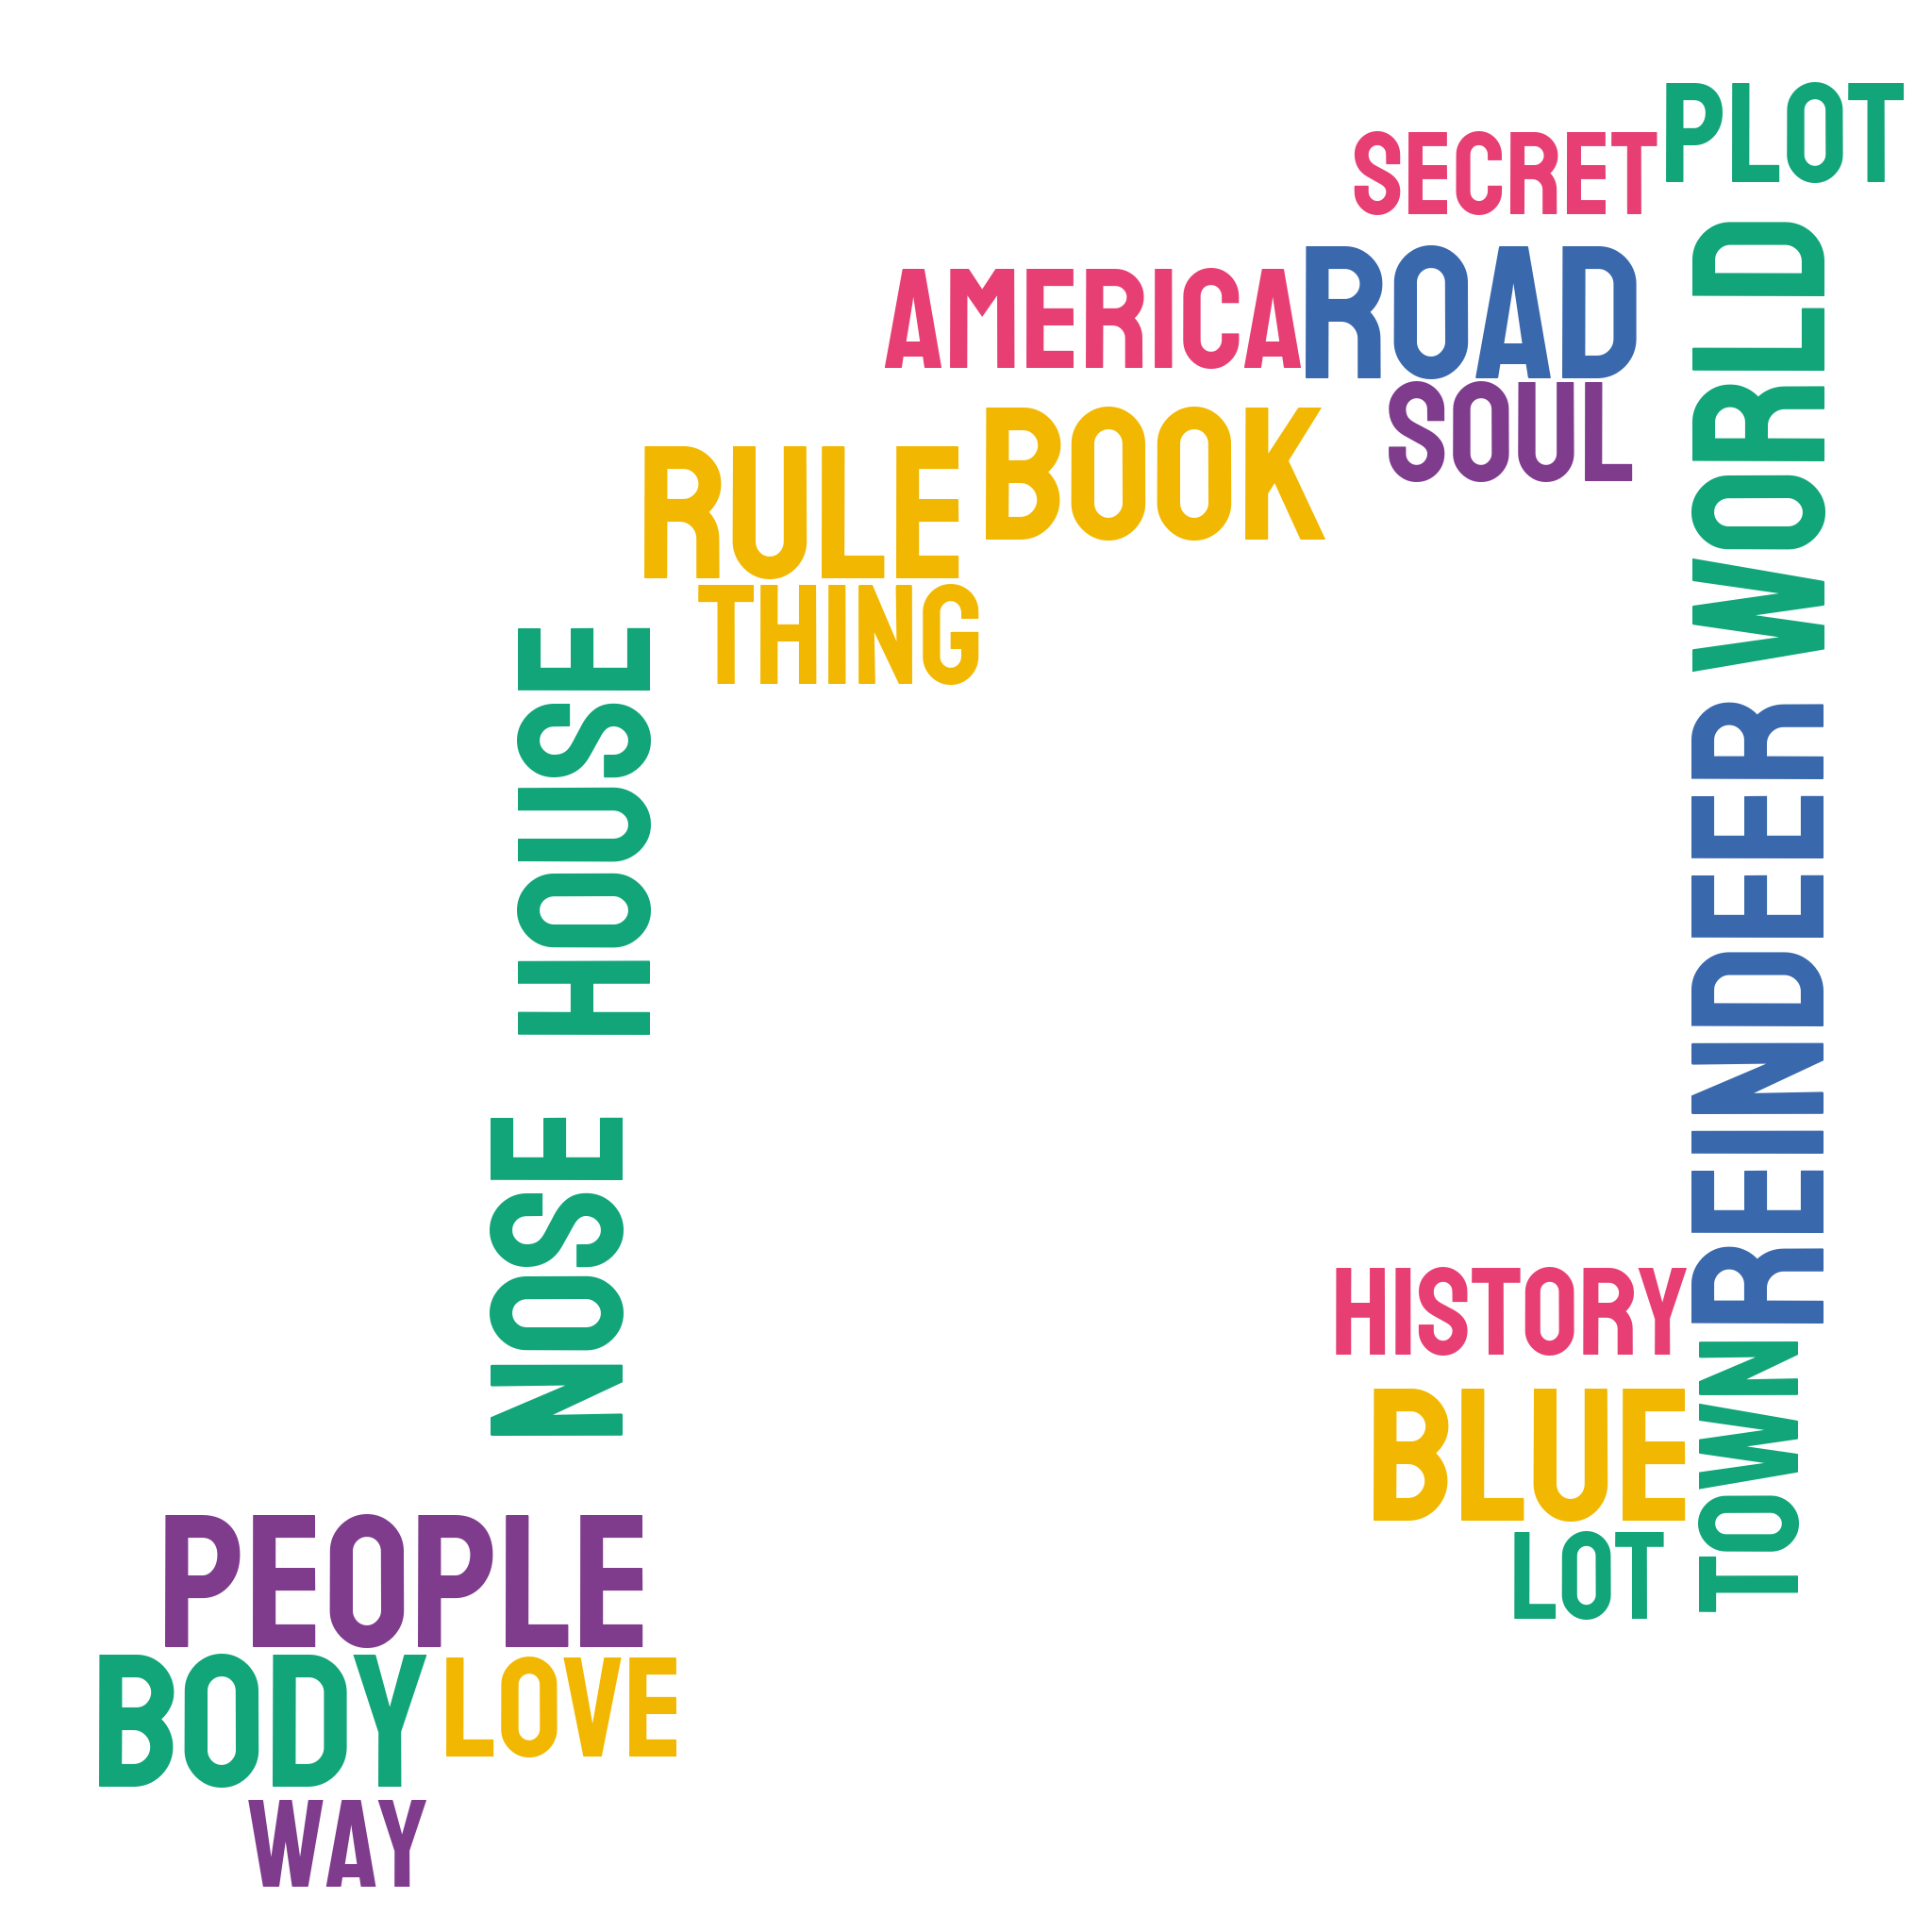 PLOT
SECRET
WORLD
ROAD
AMERICA
SOUL
BOOK
RULE
THING
HOUSE
REINDEER
NOSE
HISTORY
TOWN
BLUE
LOT
PEOPLE
BODY
LOVE
WAY